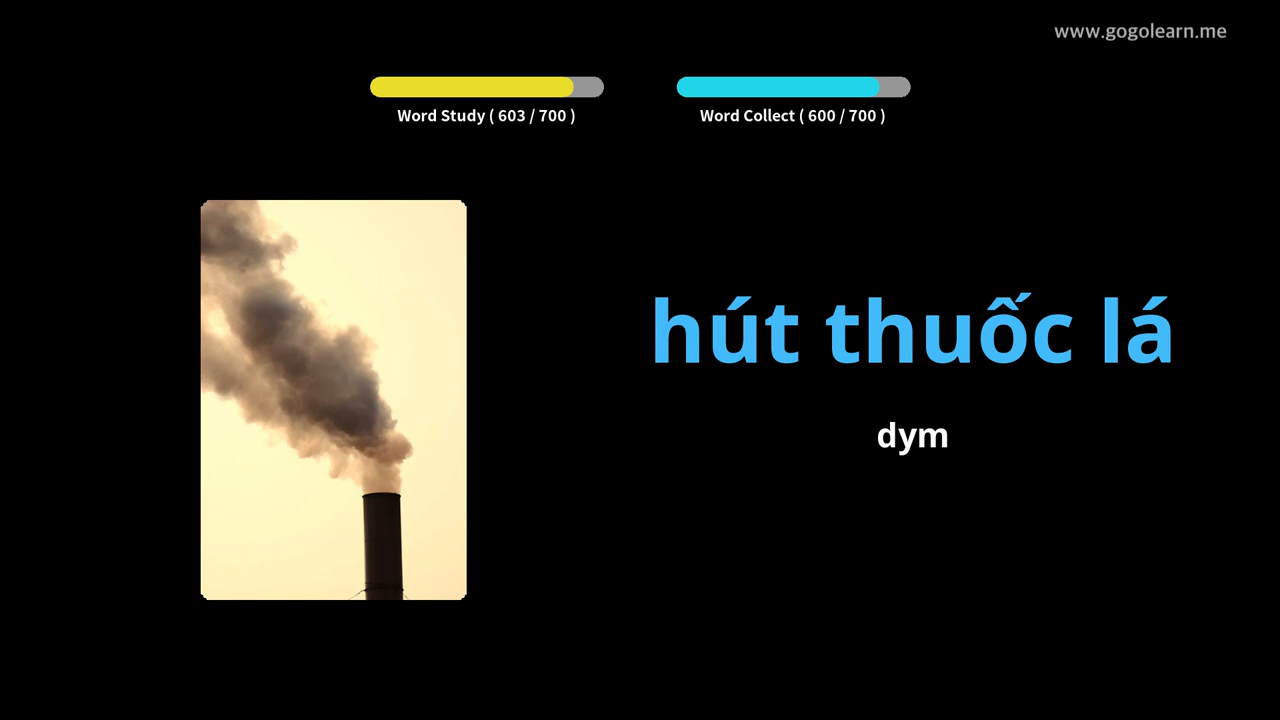 www.gogolearn.me
Word Study ( 603 / 700 )
Word Collect ( 600 / 700 )
hút thuốc lá
dym